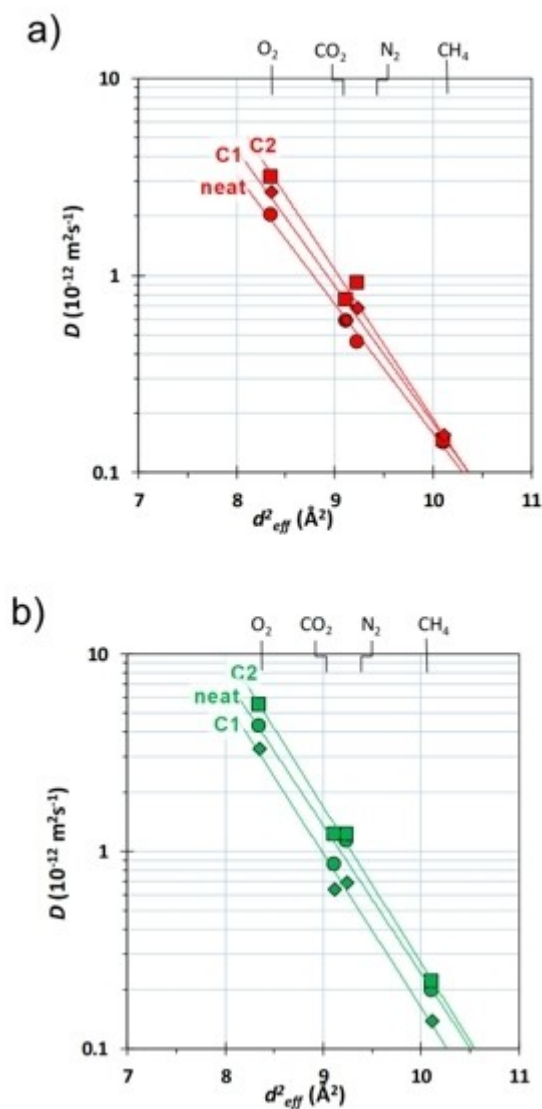 a)
O₂ CO₂ N₂ CH₄
10
C2
C1
neat
1
D (10⁻¹² m²s⁻¹)
0.1
7 8 9 10 11
d²eff (Å²)
b)
O₂ CO₂ N₂ CH₄
10
C2
neat
C1
1
D (10⁻¹² m²s⁻¹)
0.1
7 8 9 10 11
d²eff (Å²)